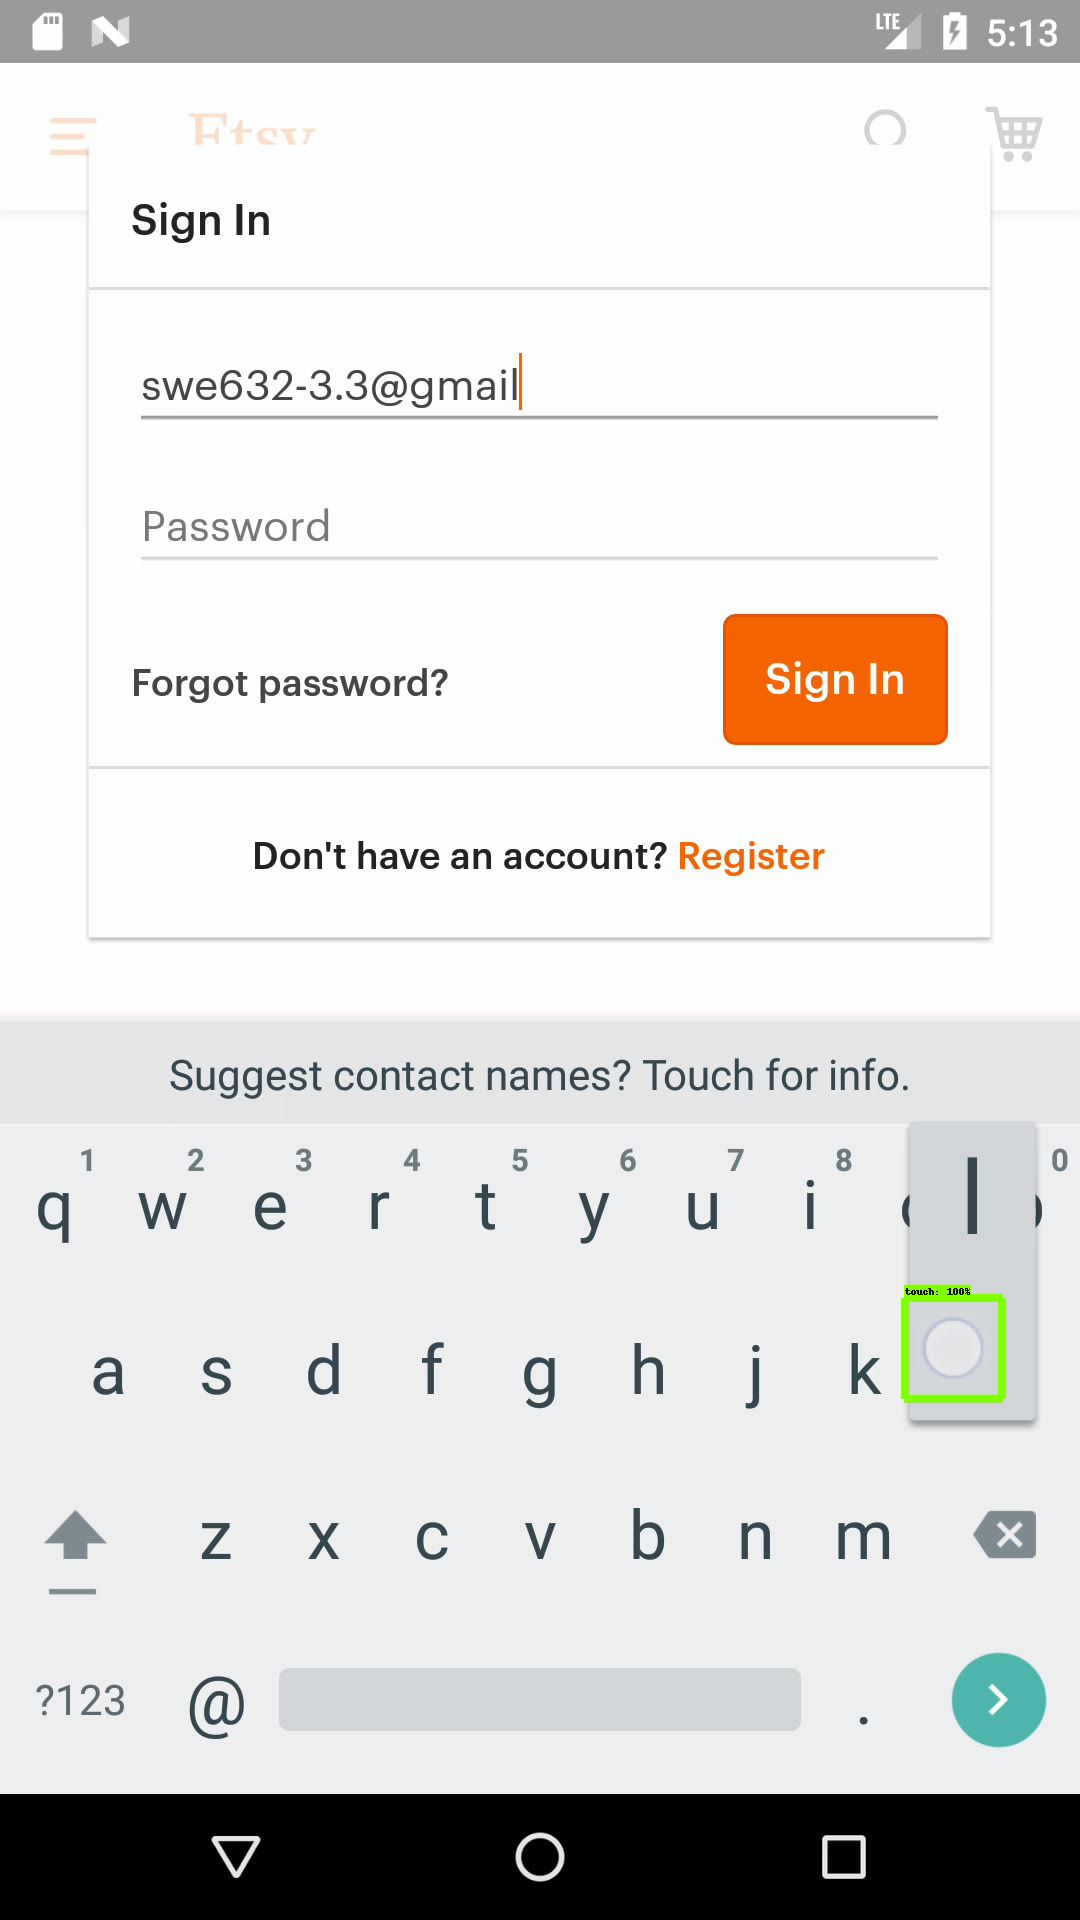 LTE 5:13
Etsy
Sign In
swe632-3.3@gmail
Password
Forgot password?
Sign In
Don't have an account? Register
Suggest contact names? Touch for info.
1 2 3 4 5 6 7 8 0
q w e r t y u i l
touch: 100%
a s d f g h j k
z x c v b n m
?123 @ .